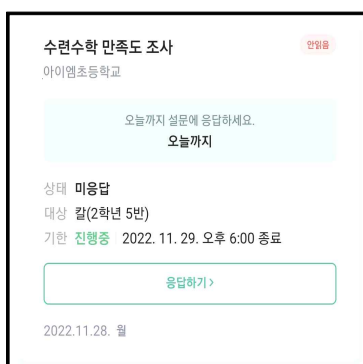 수련수학 만족도 조사
안읽음
아이엠초등학교
오늘까지 설문에 응답하세요.
오늘까지
상태 미응답
대상 칼(2학년 5반)
기한 진행중 2022. 11. 29. 오후 6:00 종료
응답하기 >
2022.11.28. 월